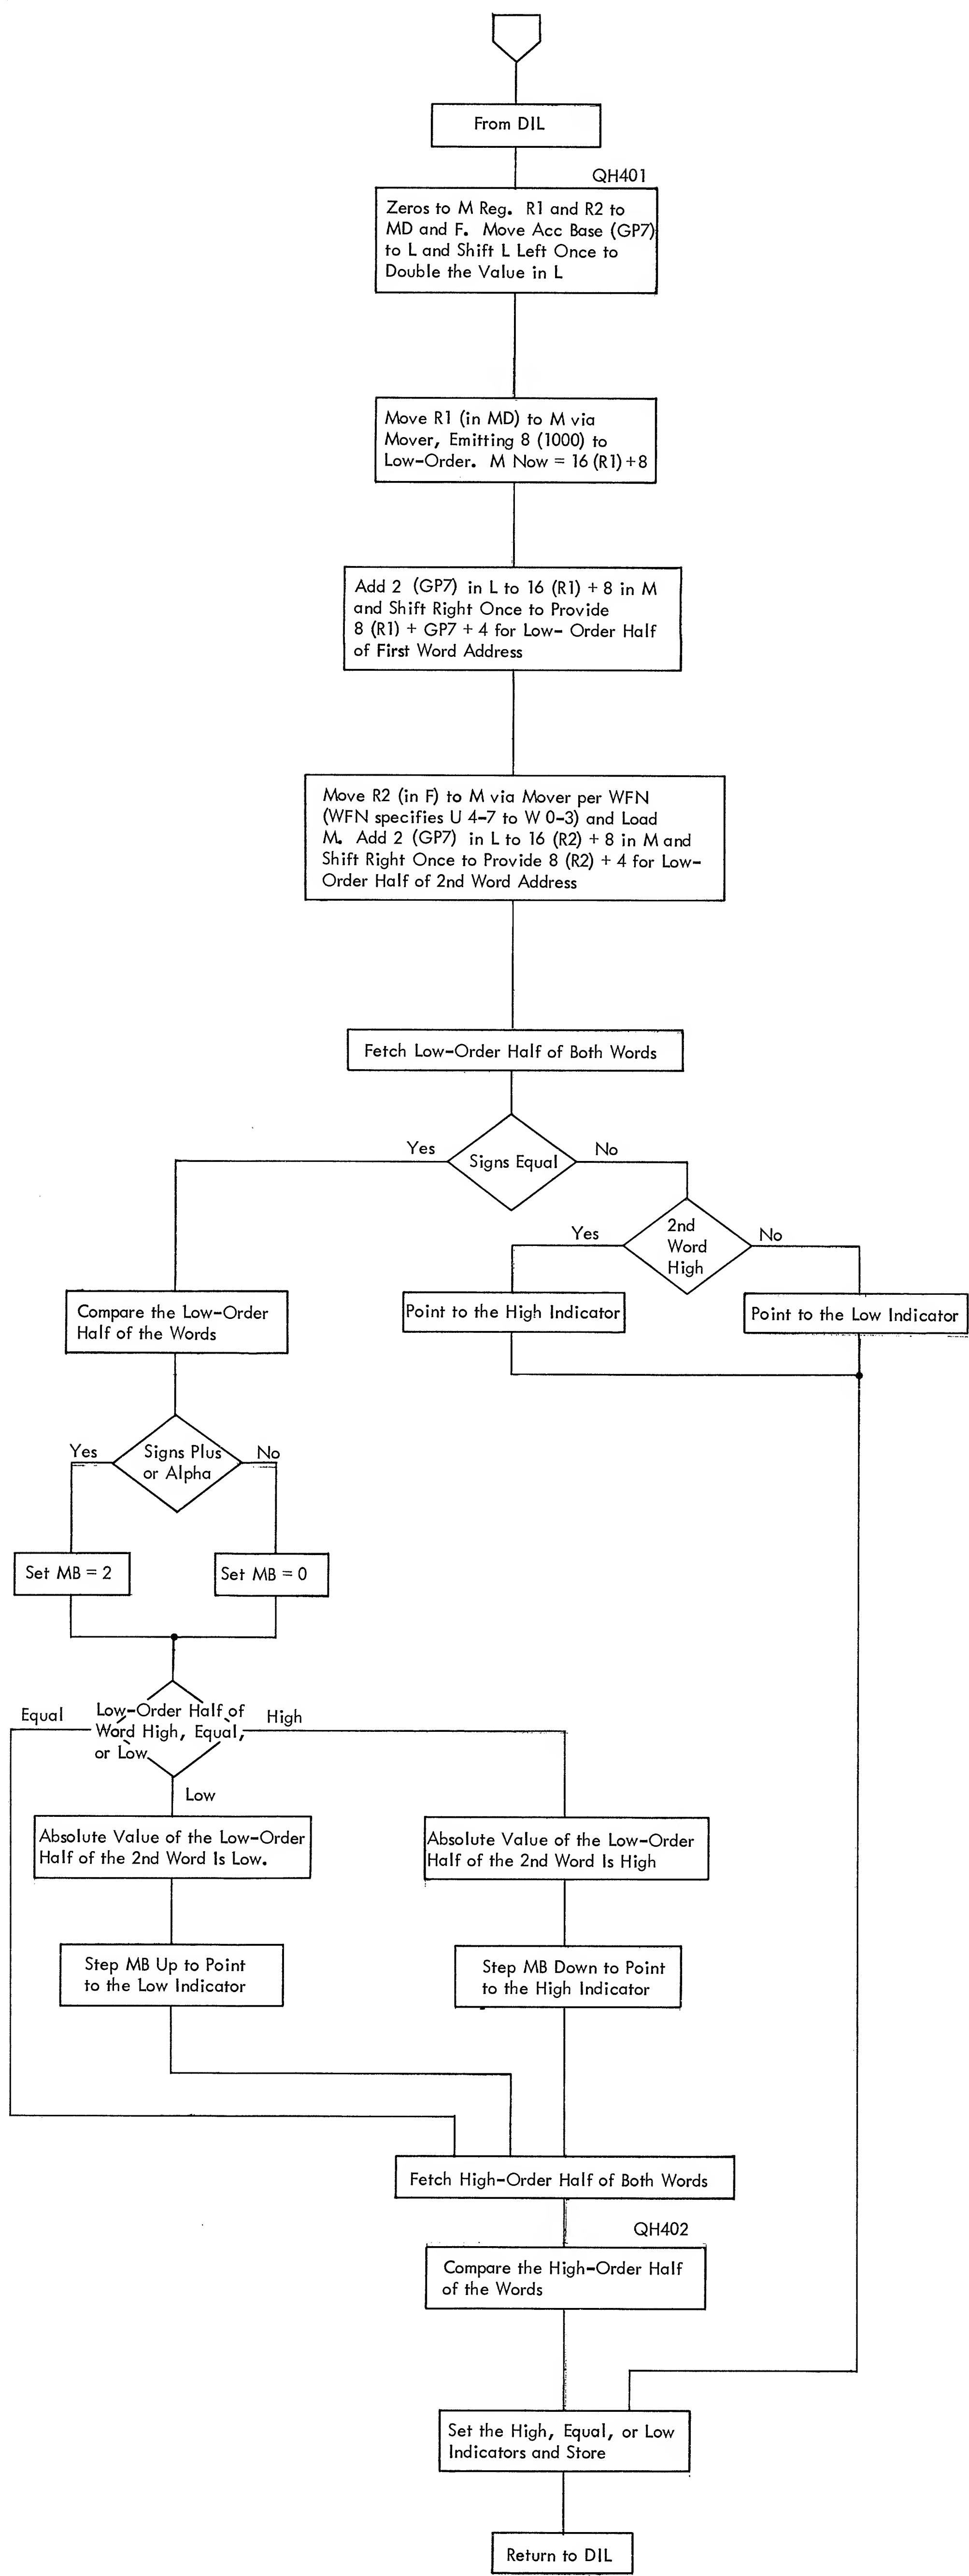 From DIL
QH401
Zeros to M Reg. R1 and R2 to
MD and F. Move Acc Base (GP7)
to L and Shift L Left Once to
Double the Value in L
Move R1 (in MD) to M via
Mover, Emitting 8 (1000) to
Low-Order. M Now = 16 (R1) +8
Add 2 (GP7) in L to 16 (R1) + 8 in M
and Shift Right Once to Provide
8 (R1) + GP7 + 4 for Low- Order Half
of First Word Address
Move R2 (in F) to M via Mover per WFN
(WFN specifies U 4-7 to W 0-3) and Load
M. Add 2 (GP7) in L to 16 (R2) + 8 in M and
Shift Right Once to Provide 8 (R2) + 4 for Low-
Order Half of 2nd Word Address
Fetch Low-Order Half of Both Words
Yes
Signs Equal
No
Yes
2nd
Word
High
No
Compare the Low-Order
Half of the Words
Point to the High Indicator
Point to the Low Indicator
Yes
Signs Plus
or Alpha
No
Set MB = 2
Set MB = 0
Equal
Low-Order Half of
Word High, Equal,
or Low
High
Low
Absolute Value of the Low-Order
Half of the 2nd Word Is Low.
Absolute Value of the Low-Order
Half of the 2nd Word Is High
Step MB Up to Point
to the Low Indicator
Step MB Down to Point
to the High Indicator
Fetch High-Order Half of Both Words
QH402
Compare the High-Order Half
of the Words
Set the High, Equal, or Low
Indicators and Store
Return to DIL